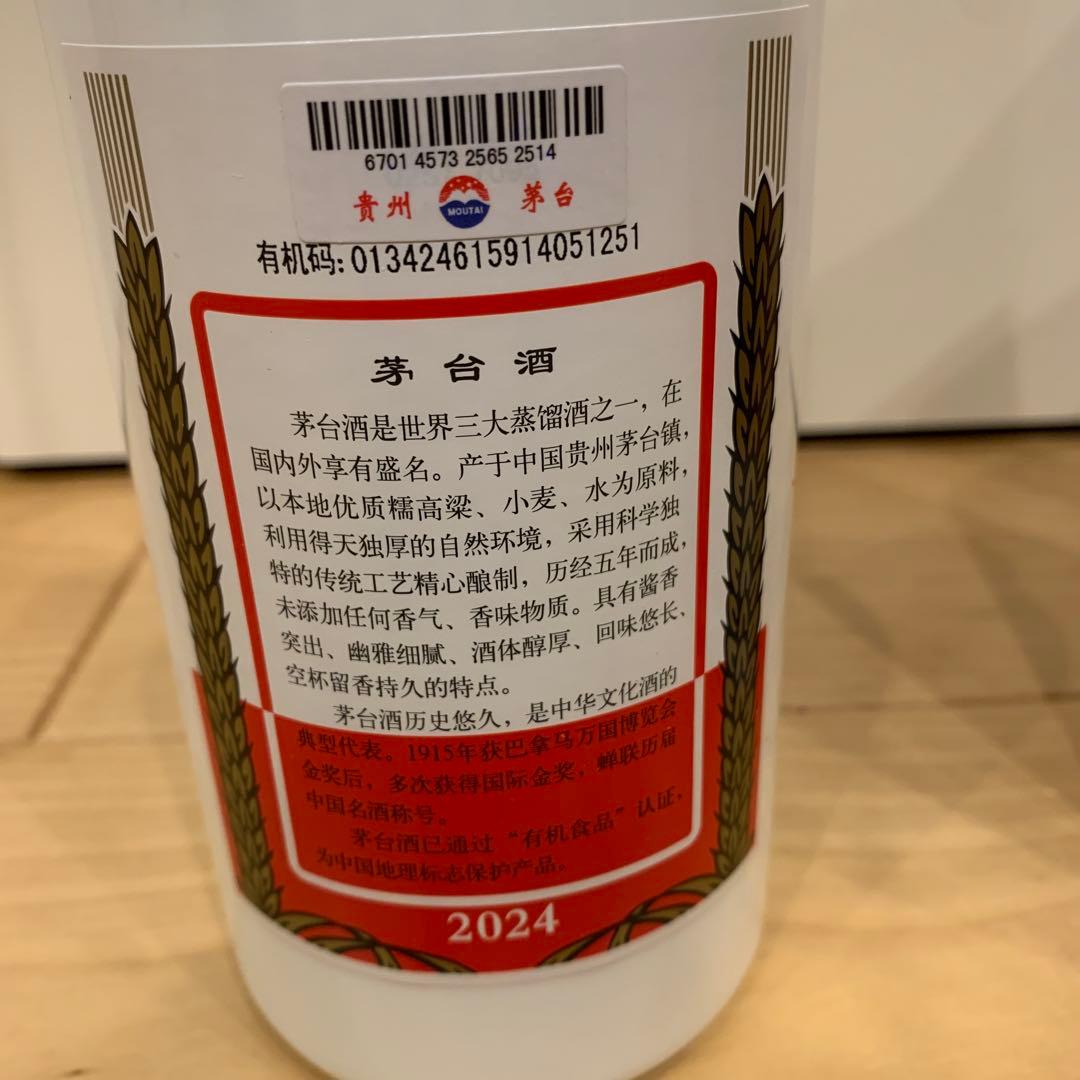 6701 4573 2565 2514
贵州 MOUTAI 茅台
有机码:013424615914051251
茅台酒
茅台酒是世界三大蒸馏酒之一，在
国内外享有盛名。产于中国贵州茅台镇，
以本地优质糯高粱、小麦、水为原料，
利用得天独厚的自然环境，采用科学独
特的传统工艺精心酿制，历经五年而成，
未添加任何香气、香味物质。具有酱香
突出、幽雅细腻、酒体醇厚、回味悠长、
空杯留香持久的特点。
茅台酒历史悠久，是中华文化酒的
典型代表。1915年获巴拿马万国博览会
金奖后，多次获得国际金奖，蝉联历届
中国名酒称号。
茅台酒已通过“有机食品”认证，
为中国地理标志保护产品。
2024